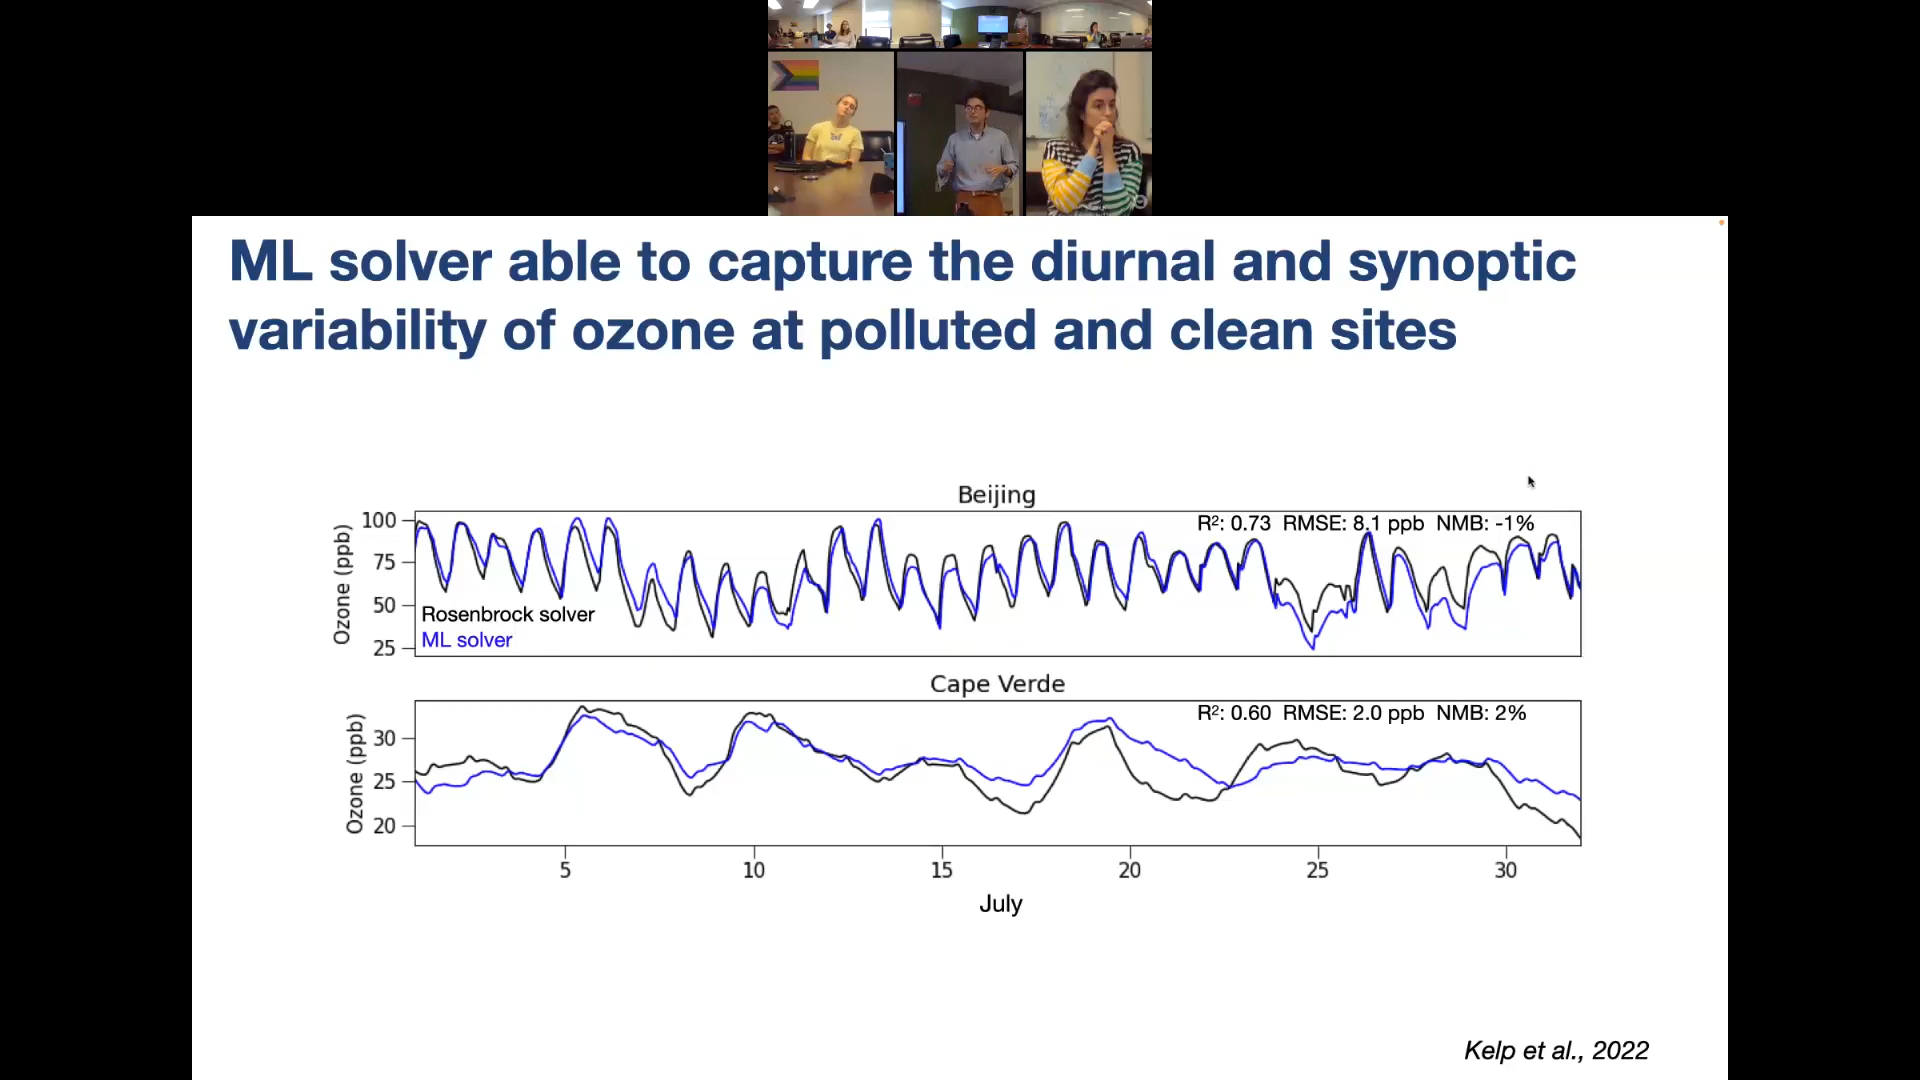 ML solver able to capture the diurnal and synoptic
variability of ozone at polluted and clean sites
Beijing
R²: 0.73 RMSE: 8.1 ppb NMB: -1%
Ozone (ppb)
100
75
50
25
Rosenbrock solver
ML solver
Cape Verde
R²: 0.60 RMSE: 2.0 ppb NMB: 2%
Ozone (ppb)
30
25
20
5 10 15 20 25 30
July
Kelp et al., 2022